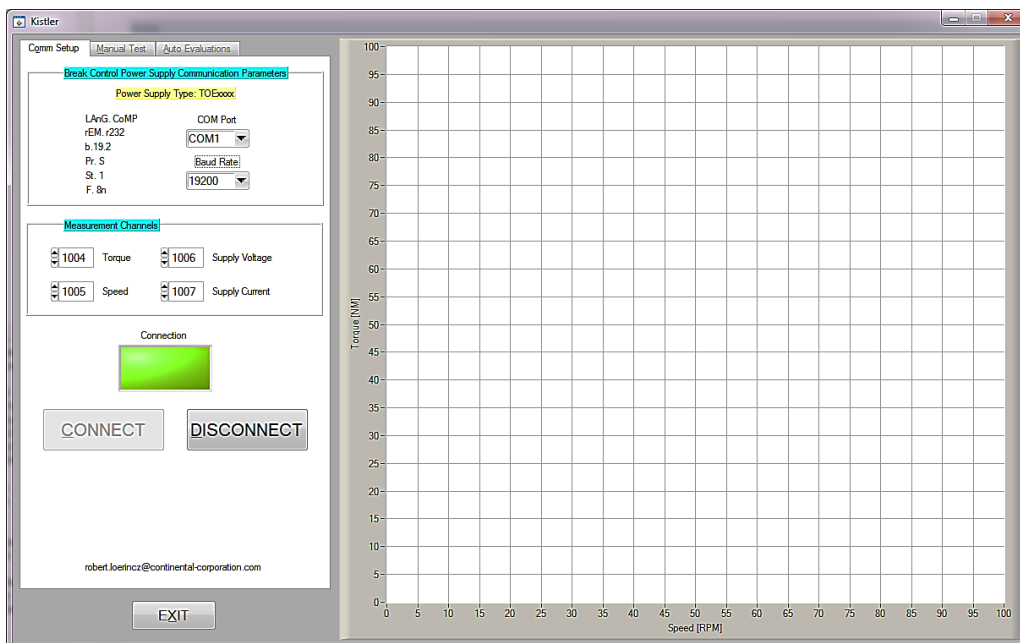 Kistler
Comm Setup Manual Test Auto Evaluations
Break Control Power Supply Communication Parameters
Power Supply Type: TOExxxx
LAnG. CoMP
rEM. r232
b.19.2
Pr. S
St. 1
F. 8n
COM Port
COM1
Baud Rate
19200
Measurement Channels
1004 Torque 1006 Supply Voltage
1005 Speed 1007 Supply Current
Connection
CONNECT DISCONNECT
robert.loerincz@continental-corporation.com
EXIT
Torque [NM]
100
95
90
85
80
75
70
65
60
55
50
45
40
35
30
25
20
15
10
5
0
0 5 10 15 20 25 30 35 40 45 50 55 60 65 70 75 80 85 90 95 100
Speed [RPM]